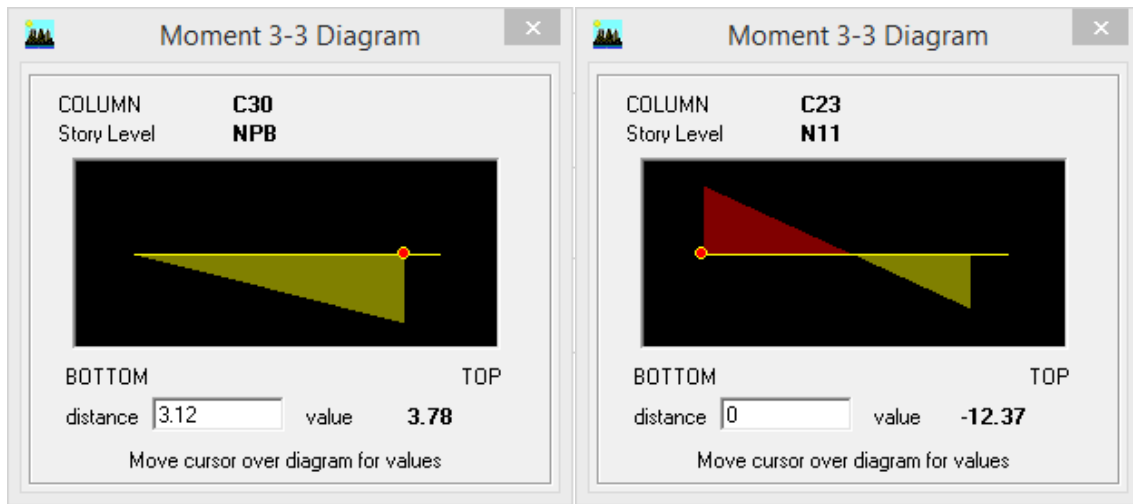 Moment 3-3 Diagram
COLUMN C30
Story Level NPB
BOTTOM TOP
distance 3.12 value 3.78
Move cursor over diagram for values
Moment 3-3 Diagram
COLUMN C23
Story Level N11
BOTTOM TOP
distance 0 value -12.37
Move cursor over diagram for values